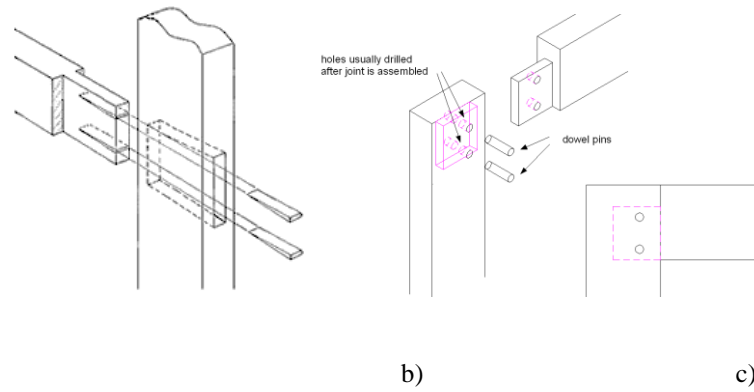 holes usually drilled
after joint is assembled
dowel pins
b)
c)